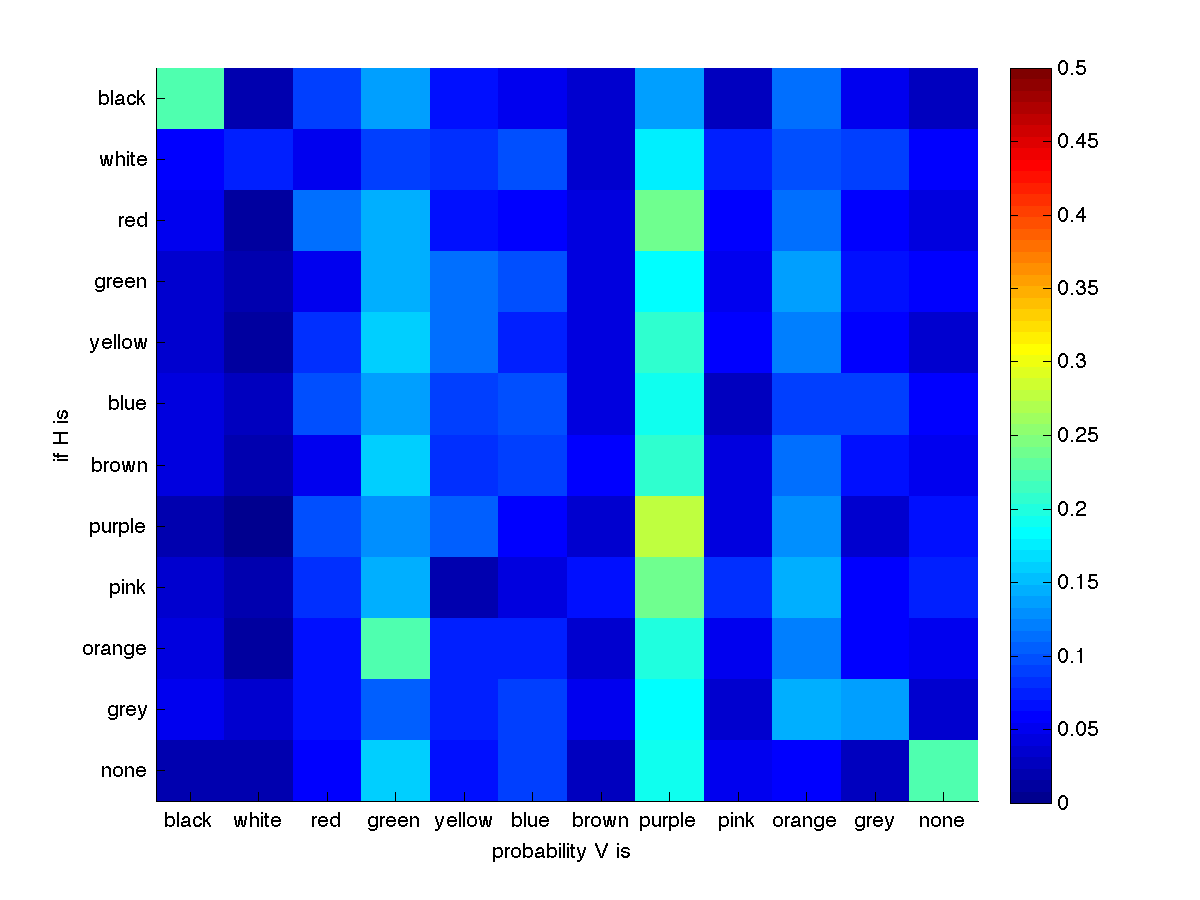 black
white
red
green
yellow
blue
brown
purple
pink
orange
grey
none
if H is
black white red green yellow blue brown purple pink orange grey none
probability V is
0.5
0.45
0.4
0.35
0.3
0.25
0.2
0.15
0.1
0.05
0